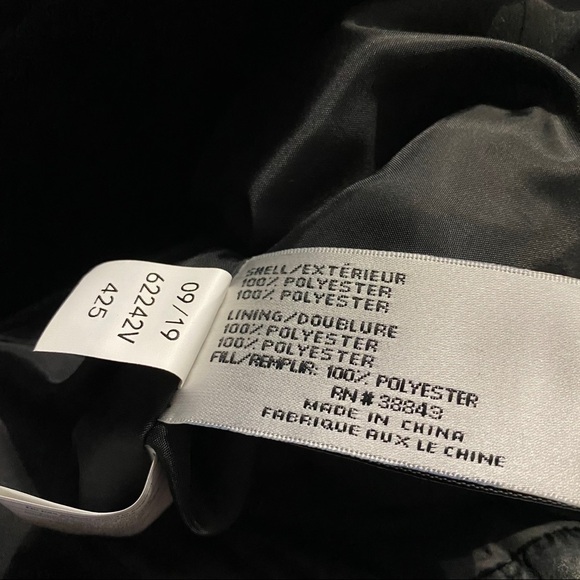 09/19
62242V
425
SHELL/EXTÉRIEUR
100% POLYESTER
100% POLYESTER
LINING/DOUBLURE
100% POLYESTER
100% POLYESTER
FILL/REMPLIR: 100% POLYESTER
RN# 38843
MADE IN CHINA
FABRIQUE AUX LE CHINE